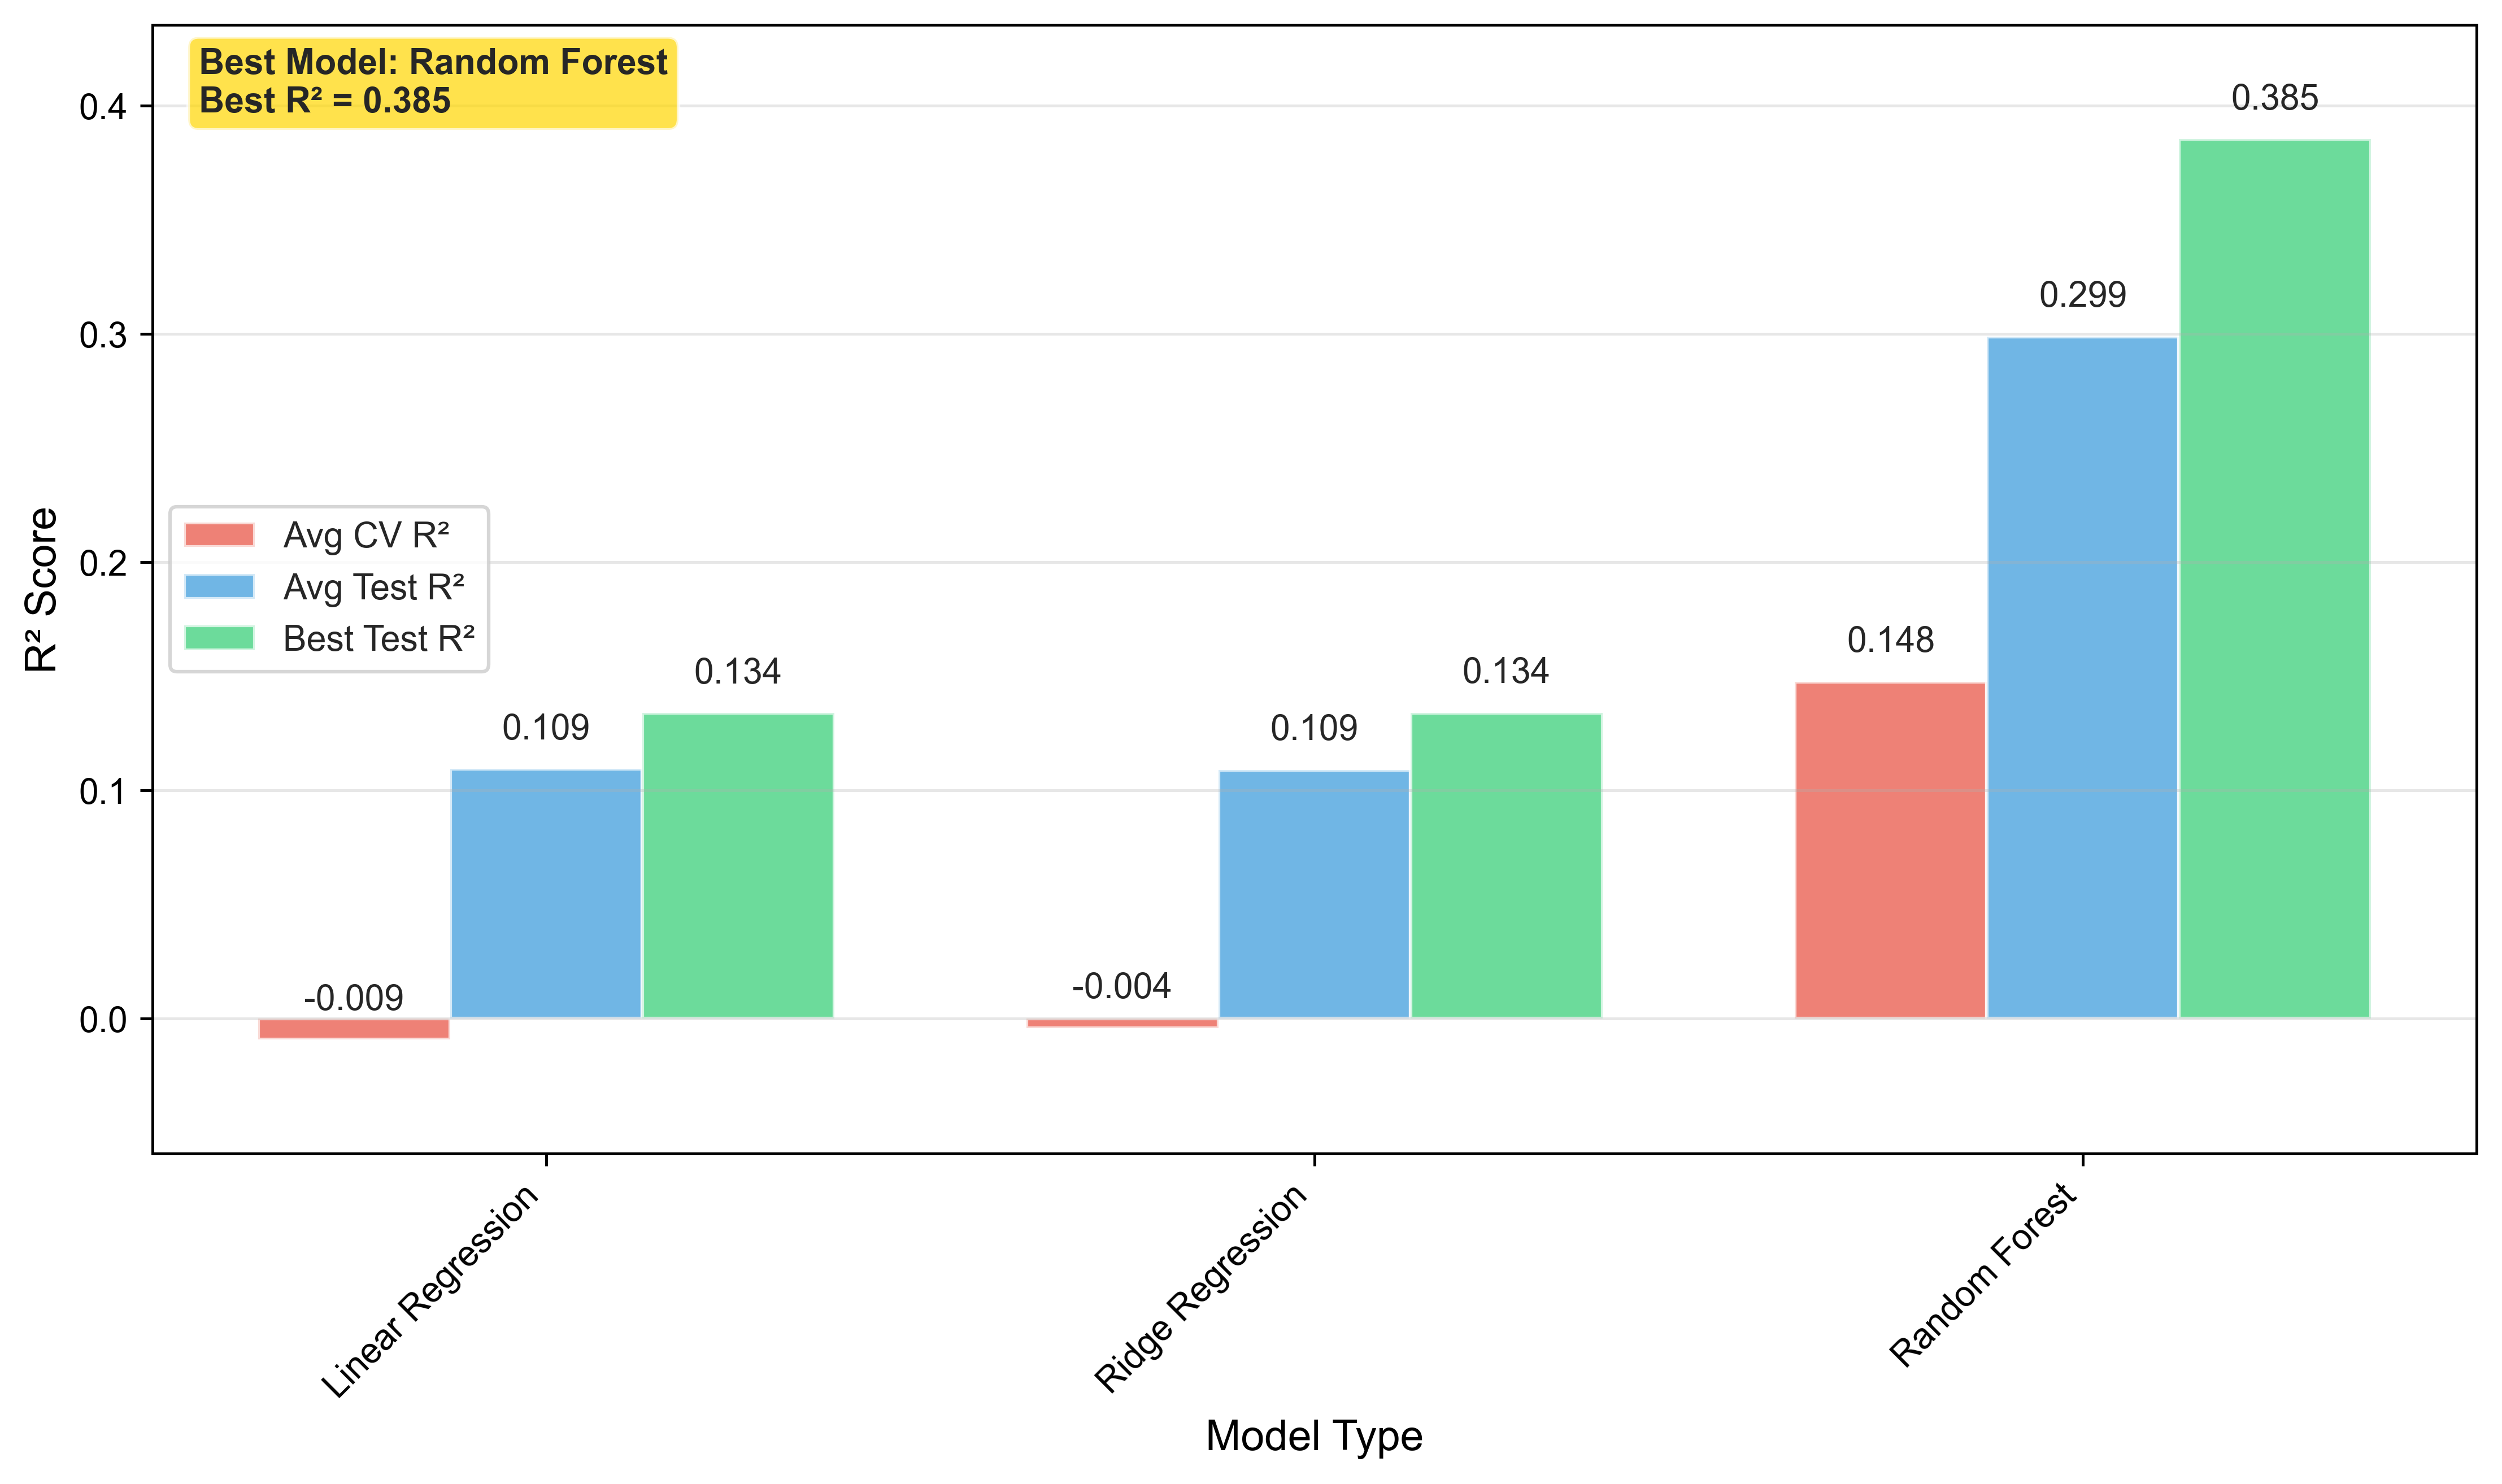 Best Model: Random Forest
Best R² = 0.385
0.4
0.3
0.2
0.1
0.0
R² Score
Avg CV R²
Avg Test R²
Best Test R²
-0.009
0.109
0.134
-0.004
0.109
0.134
0.148
0.299
0.385
Linear Regression
Ridge Regression
Random Forest
Model Type